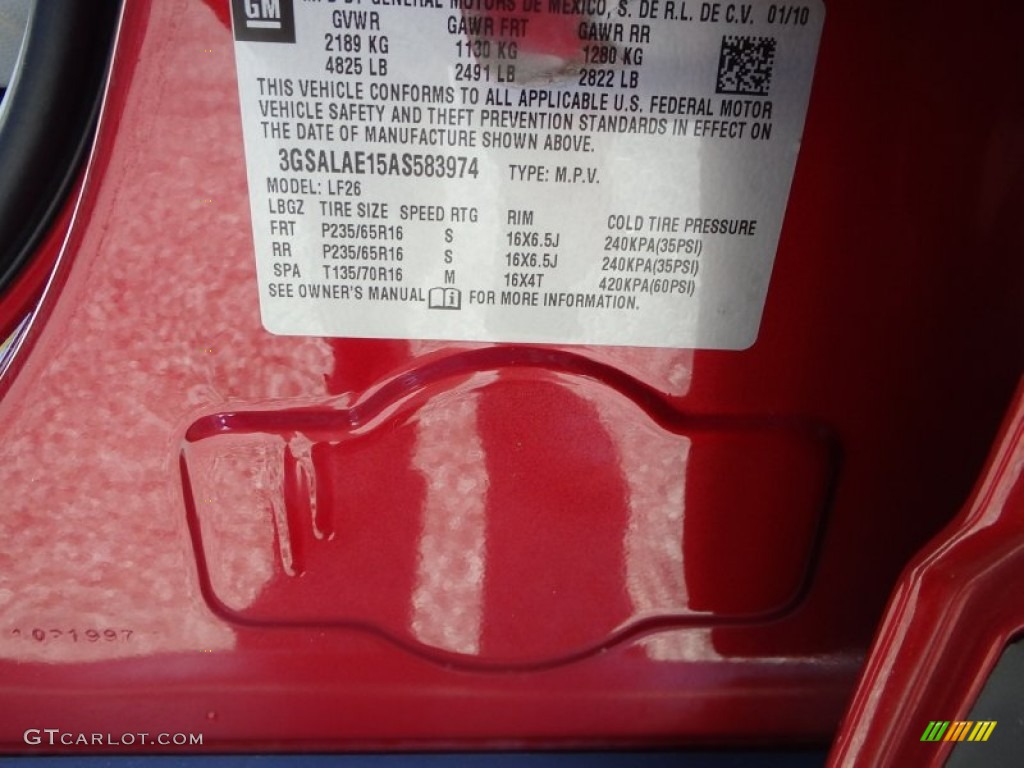 GM
MFD BY GENERAL MOTORS DE MEXICO, S. DE R.L. DE C.V. 01/10
GVWR GAWR FRT GAWR RR
2189 KG 1130 KG 1280 KG
4825 LB 2491 LB 2822 LB
THIS VEHICLE CONFORMS TO ALL APPLICABLE U.S. FEDERAL MOTOR
VEHICLE SAFETY AND THEFT PREVENTION STANDARDS IN EFFECT ON
THE DATE OF MANUFACTURE SHOWN ABOVE.
3GSALAE15AS583974 TYPE: M.P.V.
MODEL: LF26
LBGZ TIRE SIZE SPEED RTG RIM COLD TIRE PRESSURE
FRT P235/65R16 S 16X6.5J 240KPA(35PSI)
RR P235/65R16 S 16X6.5J 240KPA(35PSI)
SPA T135/70R16 M 16X4T 420KPA(60PSI)
SEE OWNER'S MANUAL FOR MORE INFORMATION.
GTCARLOT.COM